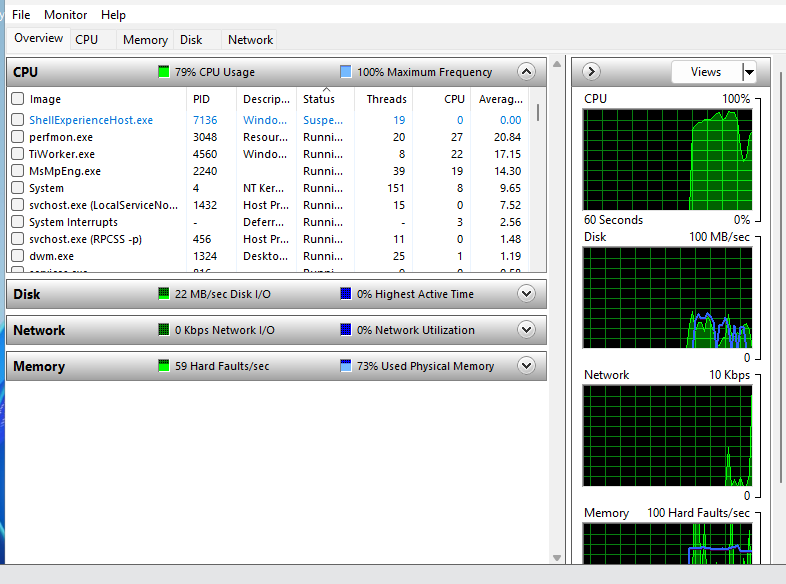 File Monitor Help
Overview CPU Memory Disk Network
CPU 79% CPU Usage 100% Maximum Frequency
Image PID Descrip... Status Threads CPU Averag...
ShellExperienceHost.exe 7136 Windo... Suspe... 19 0 0.00
perfmon.exe 3048 Resour... Runni... 20 27 20.84
TiWorker.exe 4560 Windo... Runni... 8 22 17.15
MsMpEng.exe 2240 Runni... 39 19 14.30
System 4 NT Ker... Runni... 151 8 9.65
svchost.exe (LocalServiceNo... 1432 Host Pr... Runni... 15 0 7.52
System Interrupts - Deferr... Runni... - 3 2.56
svchost.exe (RPCSS -p) 456 Host Pr... Runni... 11 0 1.48
dwm.exe 1324 Deskto... Runni... 25 1 1.19
Disk 22 MB/sec Disk I/O 0% Highest Active Time
Network 0 Kbps Network I/O 0% Network Utilization
Memory 59 Hard Faults/sec 73% Used Physical Memory
Views
CPU 100%
60 Seconds 0%
Disk 100 MB/sec
0
Network 10 Kbps
0
Memory 100 Hard Faults/sec